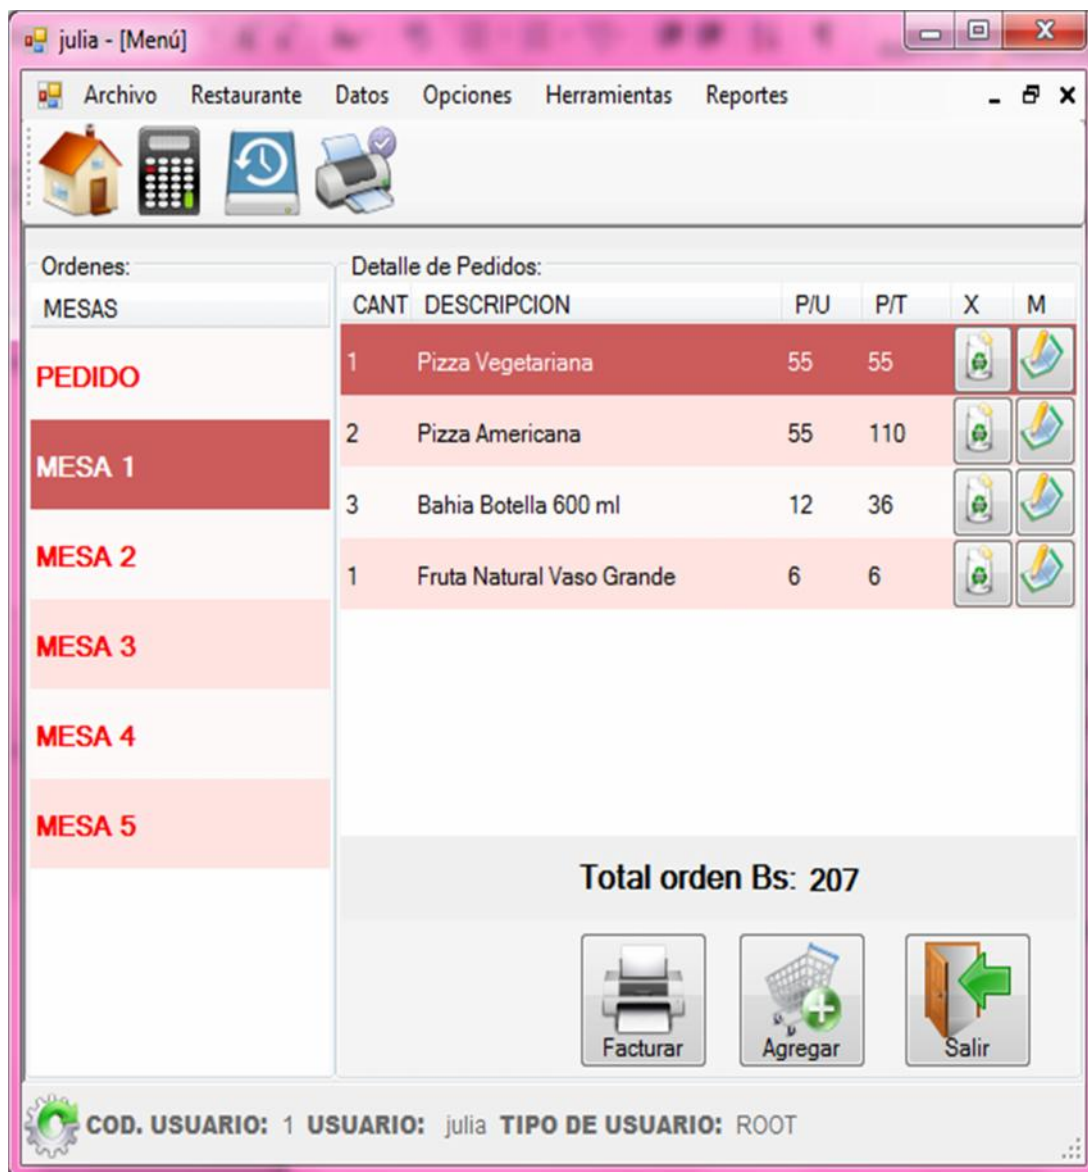 julia - [Menú]
Archivo Restaurante Datos Opciones Herramientas Reportes
Ordenes:
MESAS
PEDIDO
MESA 1
MESA 2
MESA 3
MESA 4
MESA 5
Detalle de Pedidos:
CANT DESCRIPCION P/U P/T X M
1 Pizza Vegetariana 55 55
2 Pizza Americana 55 110
3 Bahia Botella 600 ml 12 36
1 Fruta Natural Vaso Grande 6 6
Total orden Bs: 207
Facturar Agregar Salir
COD. USUARIO: 1 USUARIO: julia TIPO DE USUARIO: ROOT